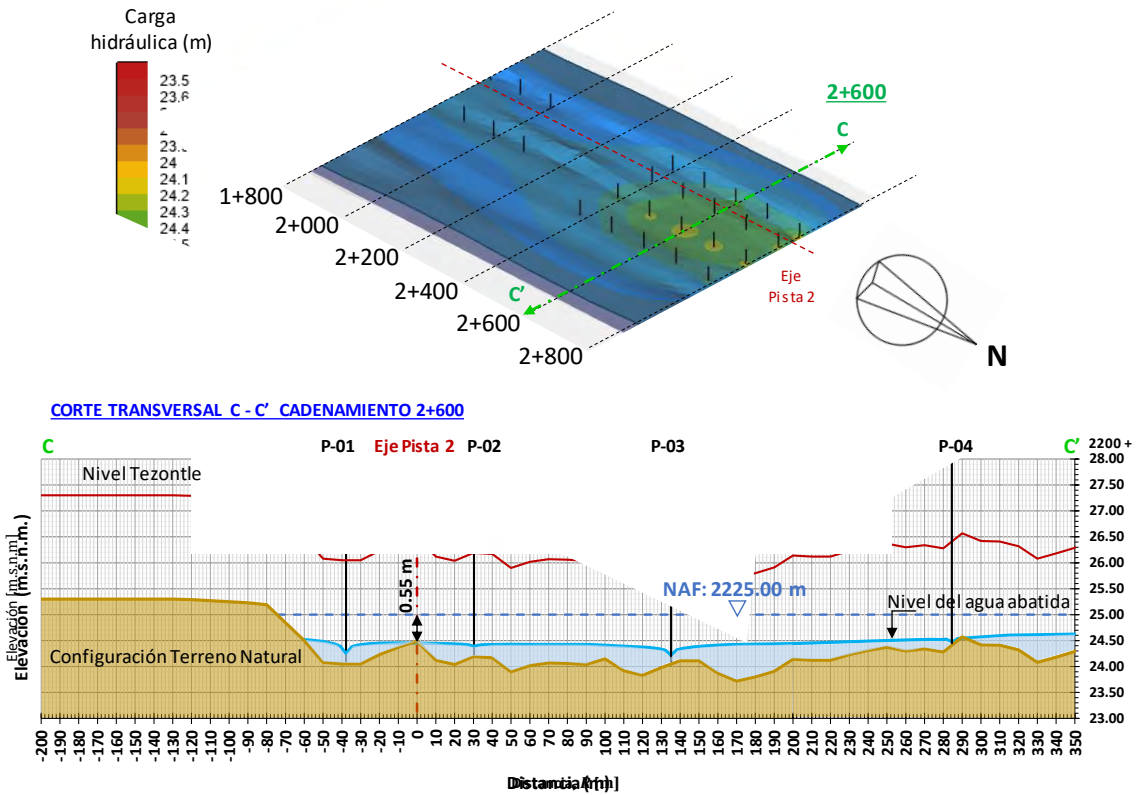 Carga
hidráulica (m)
23.5
23.
24
24.1
24.2
24.3
24.4
2+600
C
1+800
2+000
2+200
2+400
2+600
2+800
C'
Eje
Pista 2
N
CORTE TRANSVERSAL C - C' CADENAMIENTO 2+600
C
P-01
Eje Pista 2
P-02
P-03
P-04
C'
2200 +
Nivel Tezontle
28.00
27.50
27.00
26.50
26.00
25.50
25.00
24.50
24.00
23.50
23.00
Elevación (m.s.n.m.)
0.55 m
NAF: 2225.00 m
Nivel del agua abatida
Configuración Terreno Natural
-200 -190 -180 -170 -160 -150 -140 -130 -120 -110 -100 -90 -80 -70 -60 -50 -40 -30 -20 -10 0 10 20 30 40 50 60 70 80 90 100 110 120 130 140 150 160 170 180 190 200 210 220 230 240 250 260 270 280 290 300 310 320 330 340 350